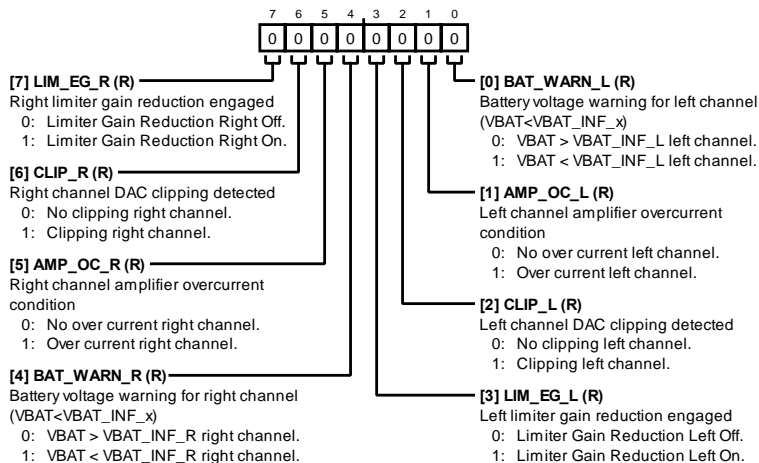 7 6 5 4 3 2 1 0
0 0 0 0 0 0 0 0
[7] LIM_EG_R (R)
Right limiter gain reduction engaged
0: Limiter Gain Reduction Right Off.
1: Limiter Gain Reduction Right On.
[6] CLIP_R (R)
Right channel DAC clipping detected
0: No clipping right channel.
1: Clipping right channel.
[5] AMP_OC_R (R)
Right channel amplifier overcurrent
condition
0: No over current right channel.
1: Over current right channel.
[4] BAT_WARN_R (R)
Battery voltage warning for right channel
(VBAT<VBAT_INF_x)
0: VBAT > VBAT_INF_R right channel.
1: VBAT < VBAT_INF_R right channel.
[0] BAT_WARN_L (R)
Battery voltage warning for left channel
(VBAT<VBAT_INF_x)
0: VBAT > VBAT_INF_L left channel.
1: VBAT < VBAT_INF_L left channel.
[1] AMP_OC_L (R)
Left channel amplifier overcurrent
condition
0: No over current left channel.
1: Over current left channel.
[2] CLIP_L (R)
Left channel DAC clipping detected
0: No clipping left channel.
1: Clipping left channel.
[3] LIM_EG_L (R)
Left limiter gain reduction engaged
0: Limiter Gain Reduction Left Off.
1: Limiter Gain Reduction Left On.